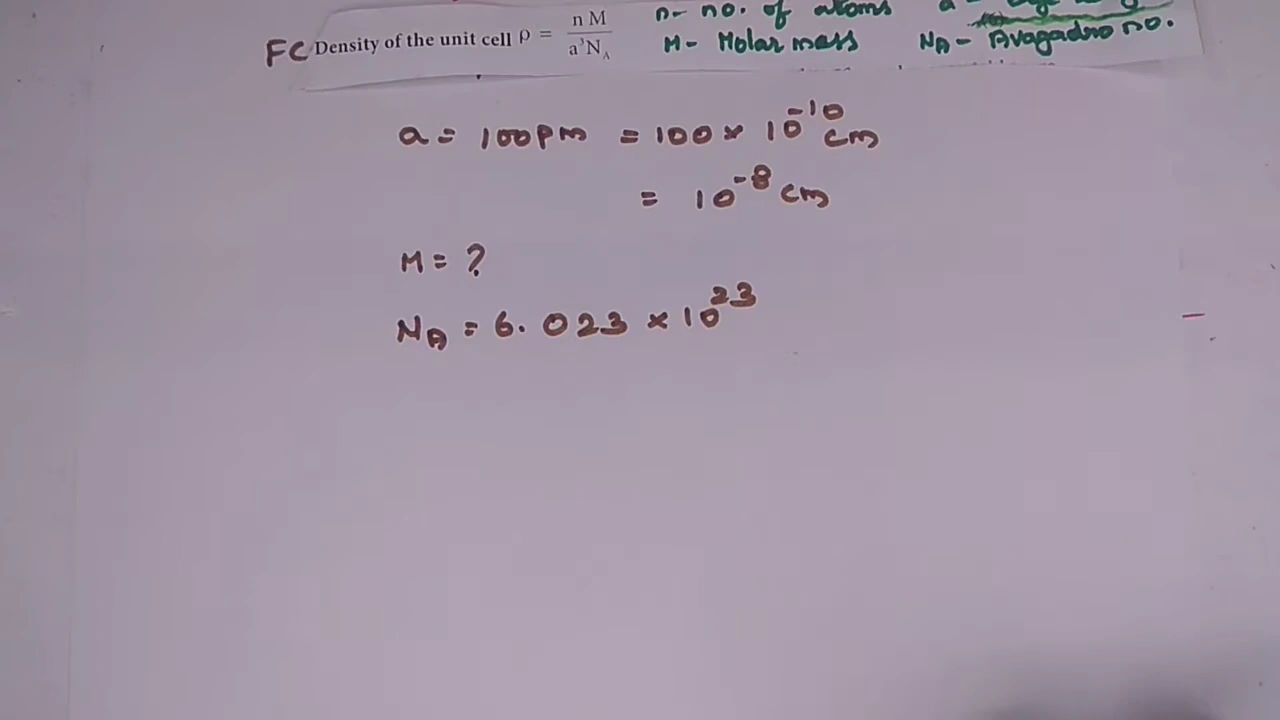 n- no. of atoms
FC Density of the unit cell ρ = n M / a³N_A
M- Molar mass
N_A - Avagadro no.
a = 100pm = 100 × 10⁻¹⁰ cm
= 10⁻⁸ cm
M = ?
N_A = 6.023 × 10²³